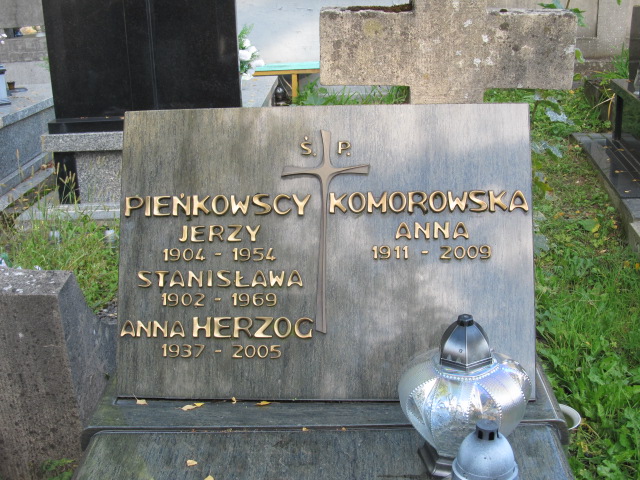 Ś. P.
PIEŃKOWSCY
JERZY
1904 - 1954
STANISŁAWA
1902 - 1969
ANNA HERZOG
1937 - 2005
KOMOROWSKA
ANNA
1911 - 2009